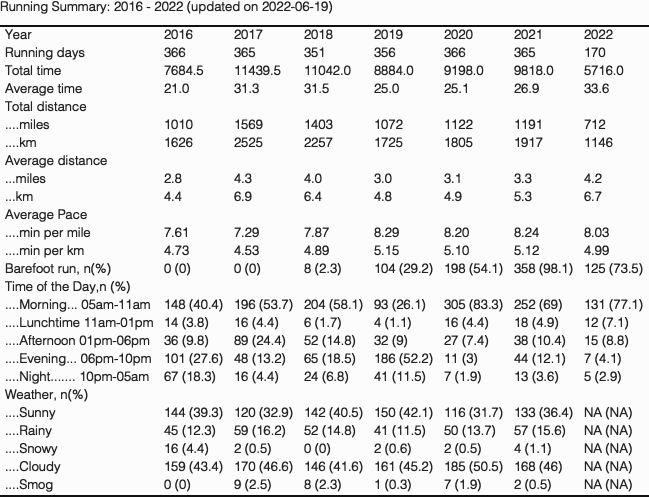 Running Summary: 2016 - 2022 (updated on 2022-06-19)
Year 2016 2017 2018 2019 2020 2021 2022
Running days 366 365 351 356 366 365 170
Total time 7684.5 11439.5 11042.0 8884.0 9198.0 9818.0 5716.0
Average time 21.0 31.3 31.5 25.0 25.1 26.9 33.6
Total distance
....miles 1010 1569 1403 1072 1122 1191 712
....km 1626 2525 2257 1725 1805 1917 1146
Average distance
...miles 2.8 4.3 4.0 3.0 3.1 3.3 4.2
...km 4.4 6.9 6.4 4.8 4.9 5.3 6.7
Average Pace
....min per mile 7.61 7.29 7.87 8.29 8.20 8.24 8.03
....min per km 4.73 4.53 4.89 5.15 5.10 5.12 4.99
Barefoot run, n(%) 0 (0) 0 (0) 8 (2.3) 104 (29.2) 198 (54.1) 358 (98.1) 125 (73.5)
Time of the Day,n (%)
....Morning... 05am-11am 148 (40.4) 196 (53.7) 204 (58.1) 93 (26.1) 305 (83.3) 252 (69) 131 (77.1)
....Lunchtime 11am-01pm 14 (3.8) 16 (4.4) 6 (1.7) 4 (1.1) 16 (4.4) 18 (4.9) 12 (7.1)
....Afternoon 01pm-06pm 36 (9.8) 89 (24.4) 52 (14.8) 32 (9) 27 (7.4) 38 (10.4) 15 (8.8)
....Evening... 06pm-10pm 101 (27.6) 48 (13.2) 65 (18.5) 186 (52.2) 11 (3) 44 (12.1) 7 (4.1)
....Night....... 10pm-05am 67 (18.3) 16 (4.4) 24 (6.8) 41 (11.5) 7 (1.9) 13 (3.6) 5 (2.9)
Weather, n(%)
....Sunny 144 (39.3) 120 (32.9) 142 (40.5) 150 (42.1) 116 (31.7) 133 (36.4) NA (NA)
....Rainy 45 (12.3) 59 (16.2) 52 (14.8) 41 (11.5) 50 (13.7) 57 (15.6) NA (NA)
....Snowy 16 (4.4) 2 (0.5) 0 (0) 2 (0.6) 2 (0.5) 4 (1.1) NA (NA)
....Cloudy 159 (43.4) 170 (46.6) 146 (41.6) 161 (45.2) 185 (50.5) 168 (46) NA (NA)
....Smog 0 (0) 9 (2.5) 8 (2.3) 1 (0.3) 7 (1.9) 2 (0.5) NA (NA)